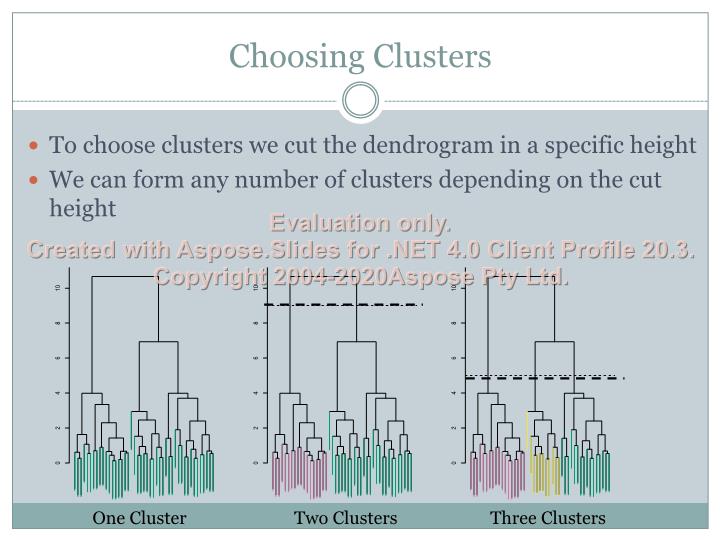 Choosing Clusters
To choose clusters we cut the dendrogram in a specific height
We can form any number of clusters depending on the cut
height
Evaluation only.
Created with Aspose.Slides for .NET 4.0 Client Profile 20.3.
Copyright 2004-2020Aspose Pty Ltd.
10
8
6
4
2
0
10
8
6
4
2
0
10
8
6
4
2
0
One Cluster
Two Clusters
Three Clusters